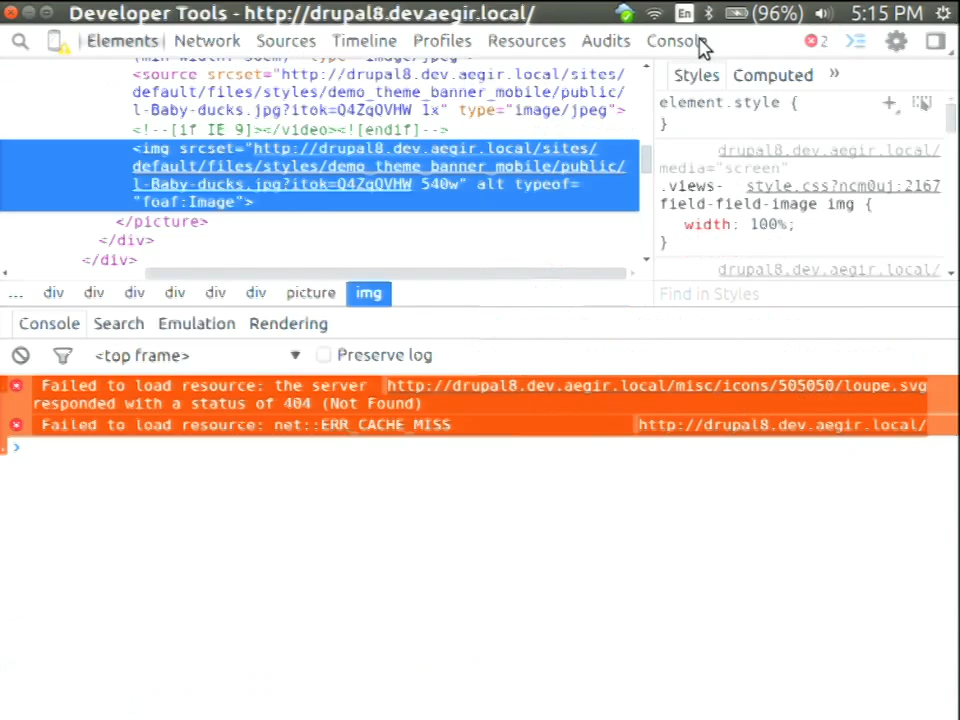 Developer Tools - http://drupal8.dev.aegir.local/ En (96%) 5:15 PM
Elements Network Sources Timeline Profiles Resources Audits Console 2
<source srcset="http://drupal8.dev.aegir.local/sites/
default/files/styles/demo_theme_banner_mobile/public/
l-Baby-ducks.jpg?itok=Q4ZqQVHW 1x" type="image/jpeg">
<!--[if IE 9]></video><![endif]-->
<img srcset="http://drupal8.dev.aegir.local/sites/
default/files/styles/demo_theme_banner_mobile/public/
l-Baby-ducks.jpg?itok=Q4ZqQVHW 540w" alt typeof=
"foaf:Image">
</picture>
</div>
</div>
Styles Computed »
element.style {
}
drupal8.dev.aegir.local/
media="screen"
.views- style.css?ncm0uj:2167
field-field-image img {
width: 100%;
}
drupal8.dev.aegir.local/
Find in Styles
... div div div div div div picture img
Console Search Emulation Rendering
<top frame> Preserve log
Failed to load resource: the server http://drupal8.dev.aegir.local/misc/icons/505050/loupe.svg
responded with a status of 404 (Not Found)
Failed to load resource: net::ERR_CACHE_MISS http://drupal8.dev.aegir.local/
>